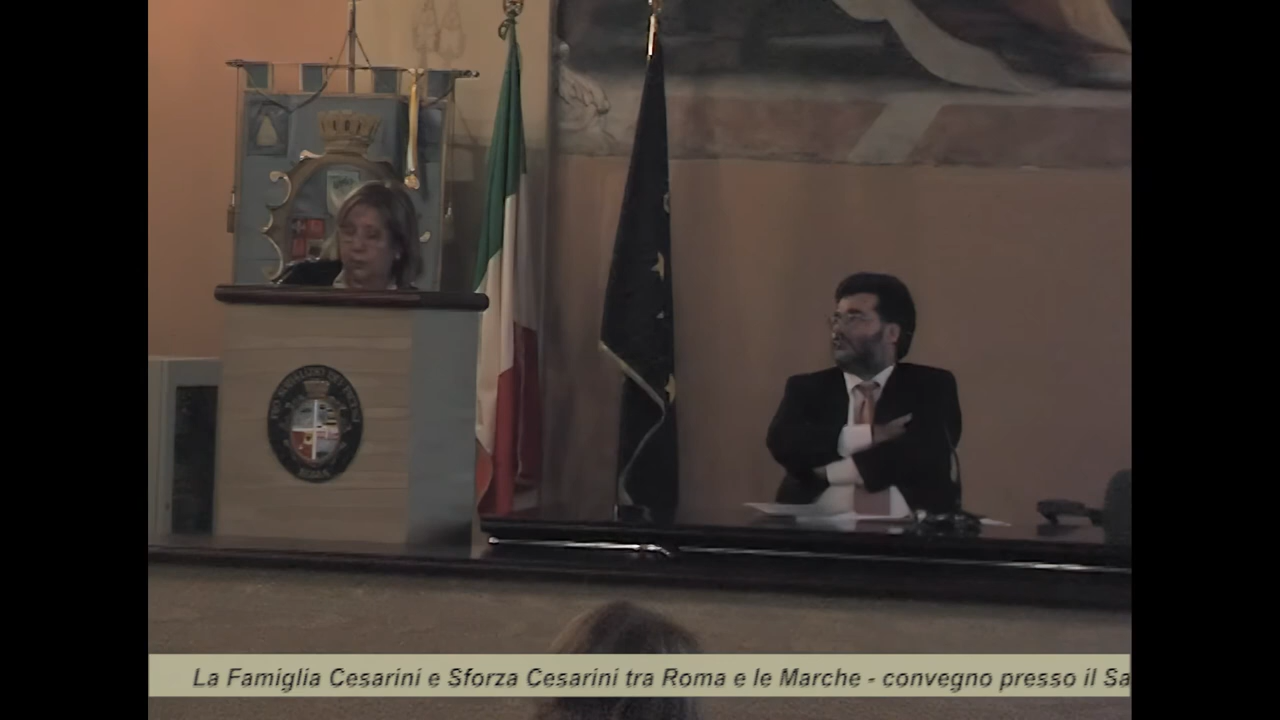 La Famiglia Cesarini e Sforza Cesarini tra Roma e le Marche - convegno presso il Sa